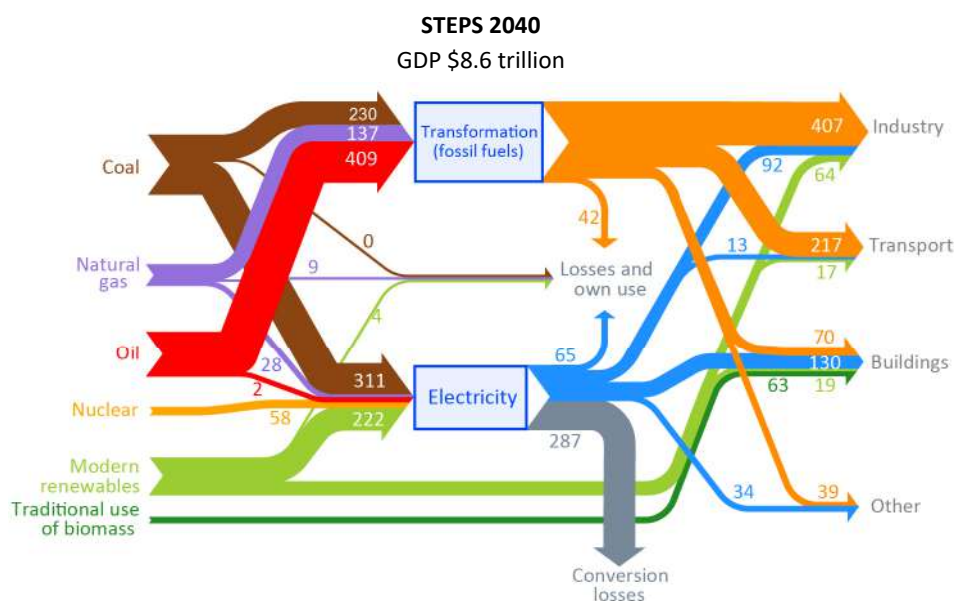 STEPS 2040
GDP $8.6 trillion
230
137
409
Transformation
(fossil fuels)
407
Industry
Coal
92
64
42
0
13
217
Transport
17
Natural
gas
9
Losses and
own use
4
Oil
28
2
311
65
70
130
Buildings
19
63
Electricity
Nuclear
58
222
287
Modern
renewables
34
39
Other
Traditional use
of biomass
Conversion
losses